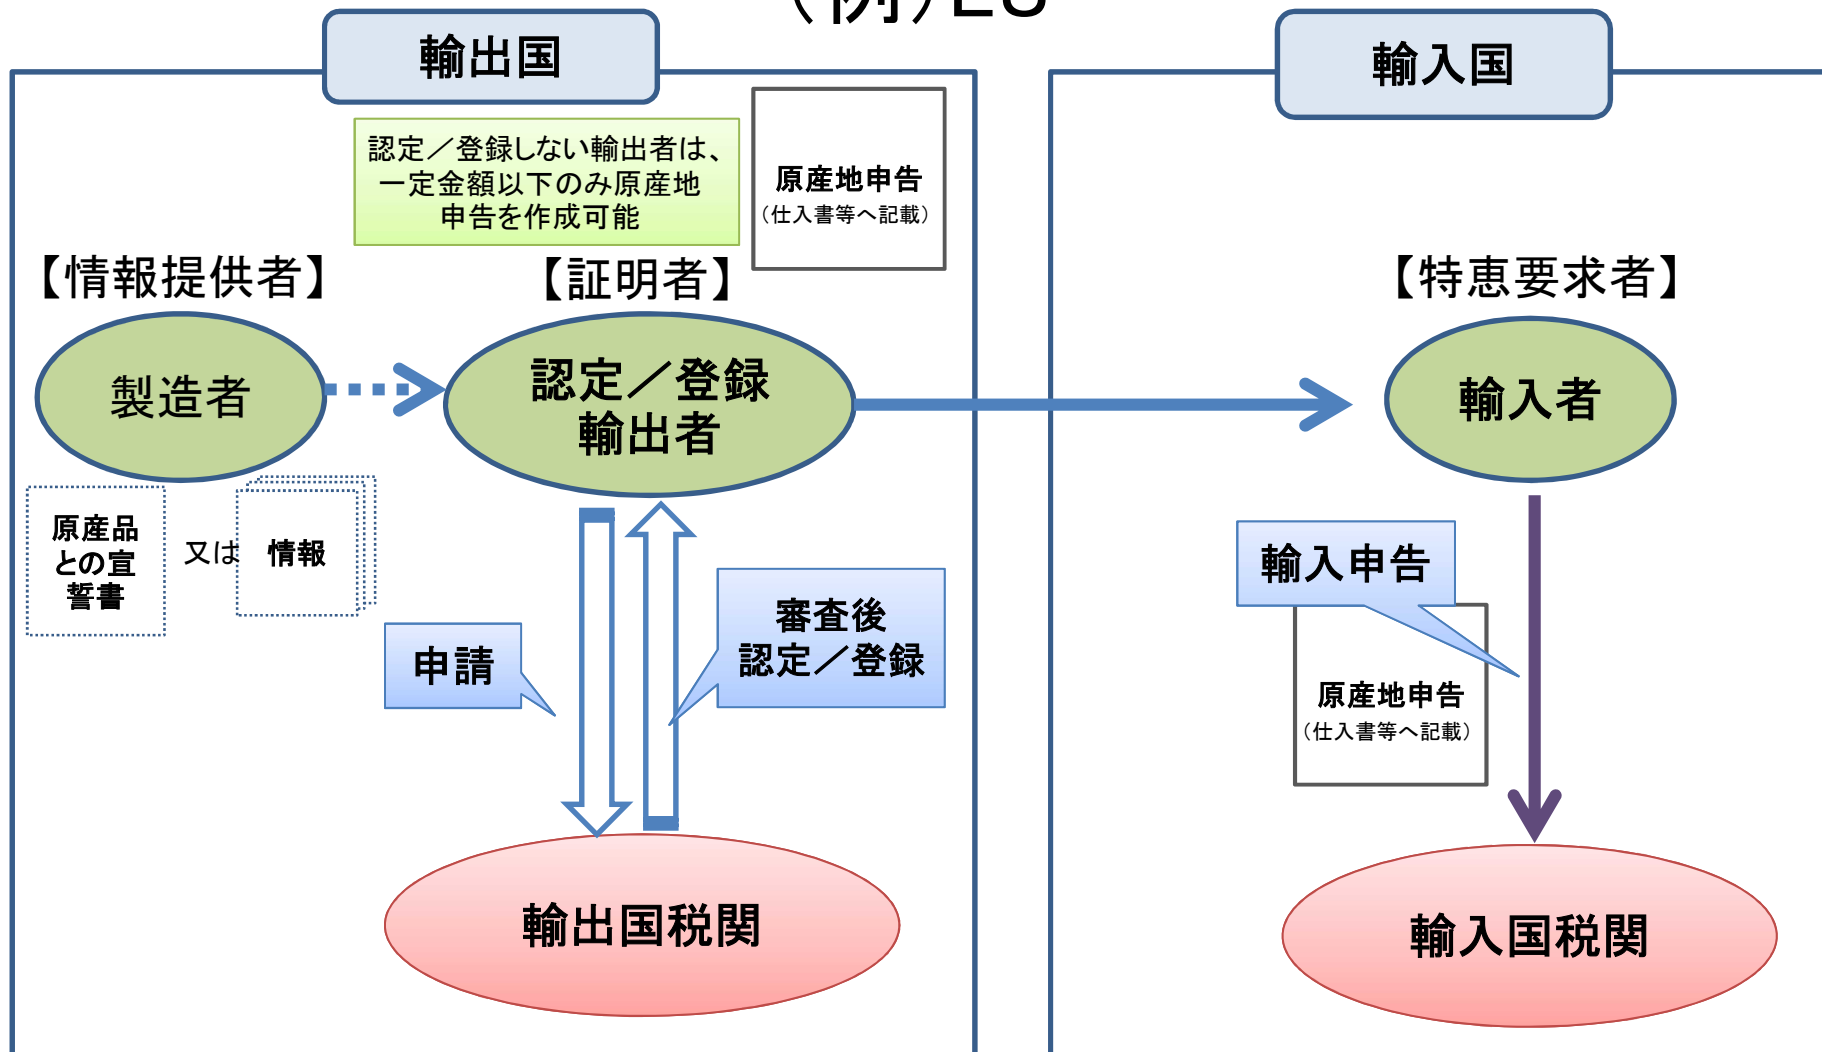 (例)EU
輸出国
輸入国
認定／登録しない輸出者は、
一定金額以下のみ原産地
申告を作成可能
原産地申告
（仕入書等へ記載）
【情報提供者】
【証明者】
【特恵要求者】
製造者
認定／登録
輸出者
輸入者
原産品
との宣
誓書
又は
情報
申請
審査後
認定／登録
輸入申告
原産地申告
（仕入書等へ記載）
輸出国税関
輸入国税関